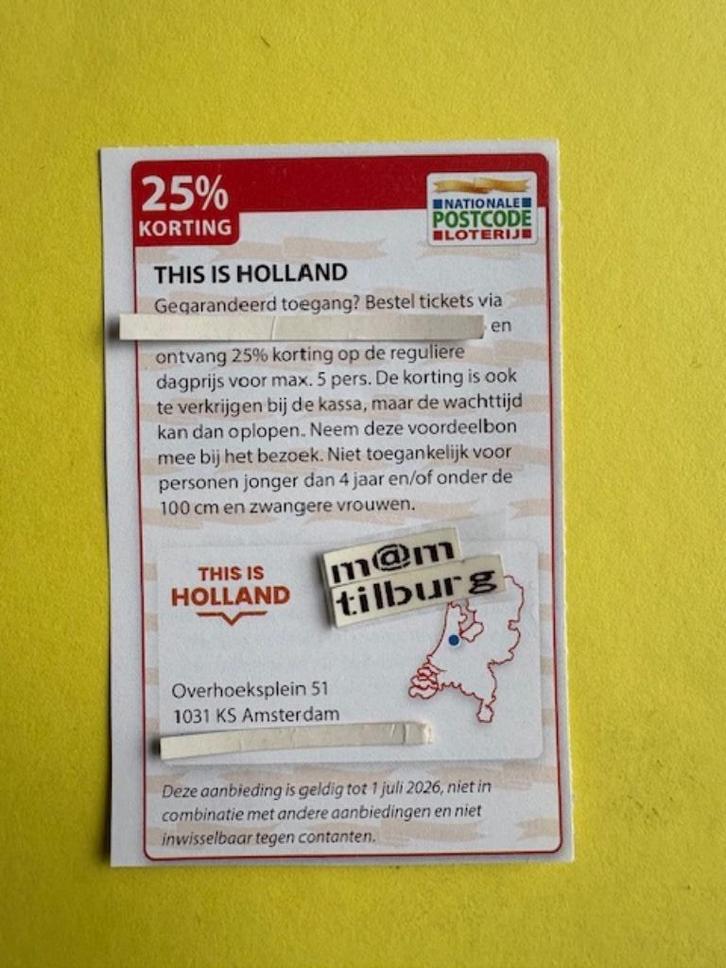 25%
KORTING
NATIONALE
POSTCODE
LOTERIJ
THIS IS HOLLAND
Gegarandeerd toegang? Bestel tickets via
en
ontvang 25% korting op de reguliere
dagprijs voor max. 5 pers. De korting is ook
te verkrijgen bij de kassa, maar de wachttijd
kan dan oplopen. Neem deze voordeelbon
mee bij het bezoek. Niet toegankelijk voor
personen jonger dan 4 jaar en/of onder de
100 cm en zwangere vrouwen.
m@m
tilburg
THIS IS
HOLLAND
Overhoeksplein 51
1031 KS Amsterdam
Deze aanbieding is geldig tot 1 juli 2026, niet in
combinatie met andere aanbiedingen en niet
inwisselbaar tegen contanten.